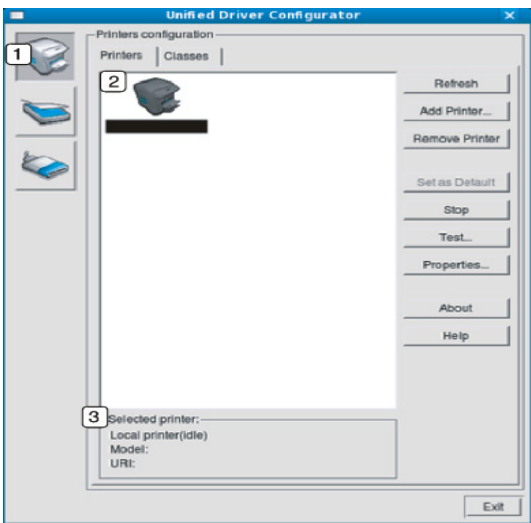 Unified Driver Configurator
Printers configuration
1
Printers
Classes
2
Refresh
Add Printer...
Remove Printer
Set as Default
Stop
Test...
Properties...
About
Help
3
Selected printer:
Local printer(idle)
Model:
URI:
Exit